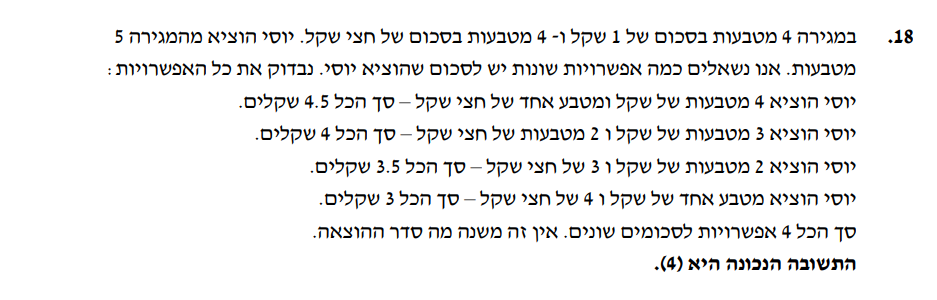 18. במגירה 4 מטבעות בסכום של 1 שקל ו- 4 מטבעות בסכום של חצי שקל. יוסי הוציא מהמגירה 5
מטבעות. אנו נשאלים כמה אפשרויות שונות יש לסכום שהוציא יוסי. נבדוק את כל האפשרויות:
יוסי הוציא 4 מטבעות של שקל ומטבע אחד של חצי שקל – סך הכל 4.5 שקלים.
יוסי הוציא 3 מטבעות של שקל ו 2 מטבעות של חצי שקל – סך הכל 4 שקלים.
יוסי הוציא 2 מטבעות של שקל ו 3 של חצי שקל – סך הכל 3.5 שקלים.
יוסי הוציא מטבע אחד של שקל ו 4 של חצי שקל – סך הכל 3 שקלים.
סך הכל 4 אפשרויות לסכומים שונים. אין זה משנה מה סדר ההוצאה.
התשובה הנכונה היא (4).